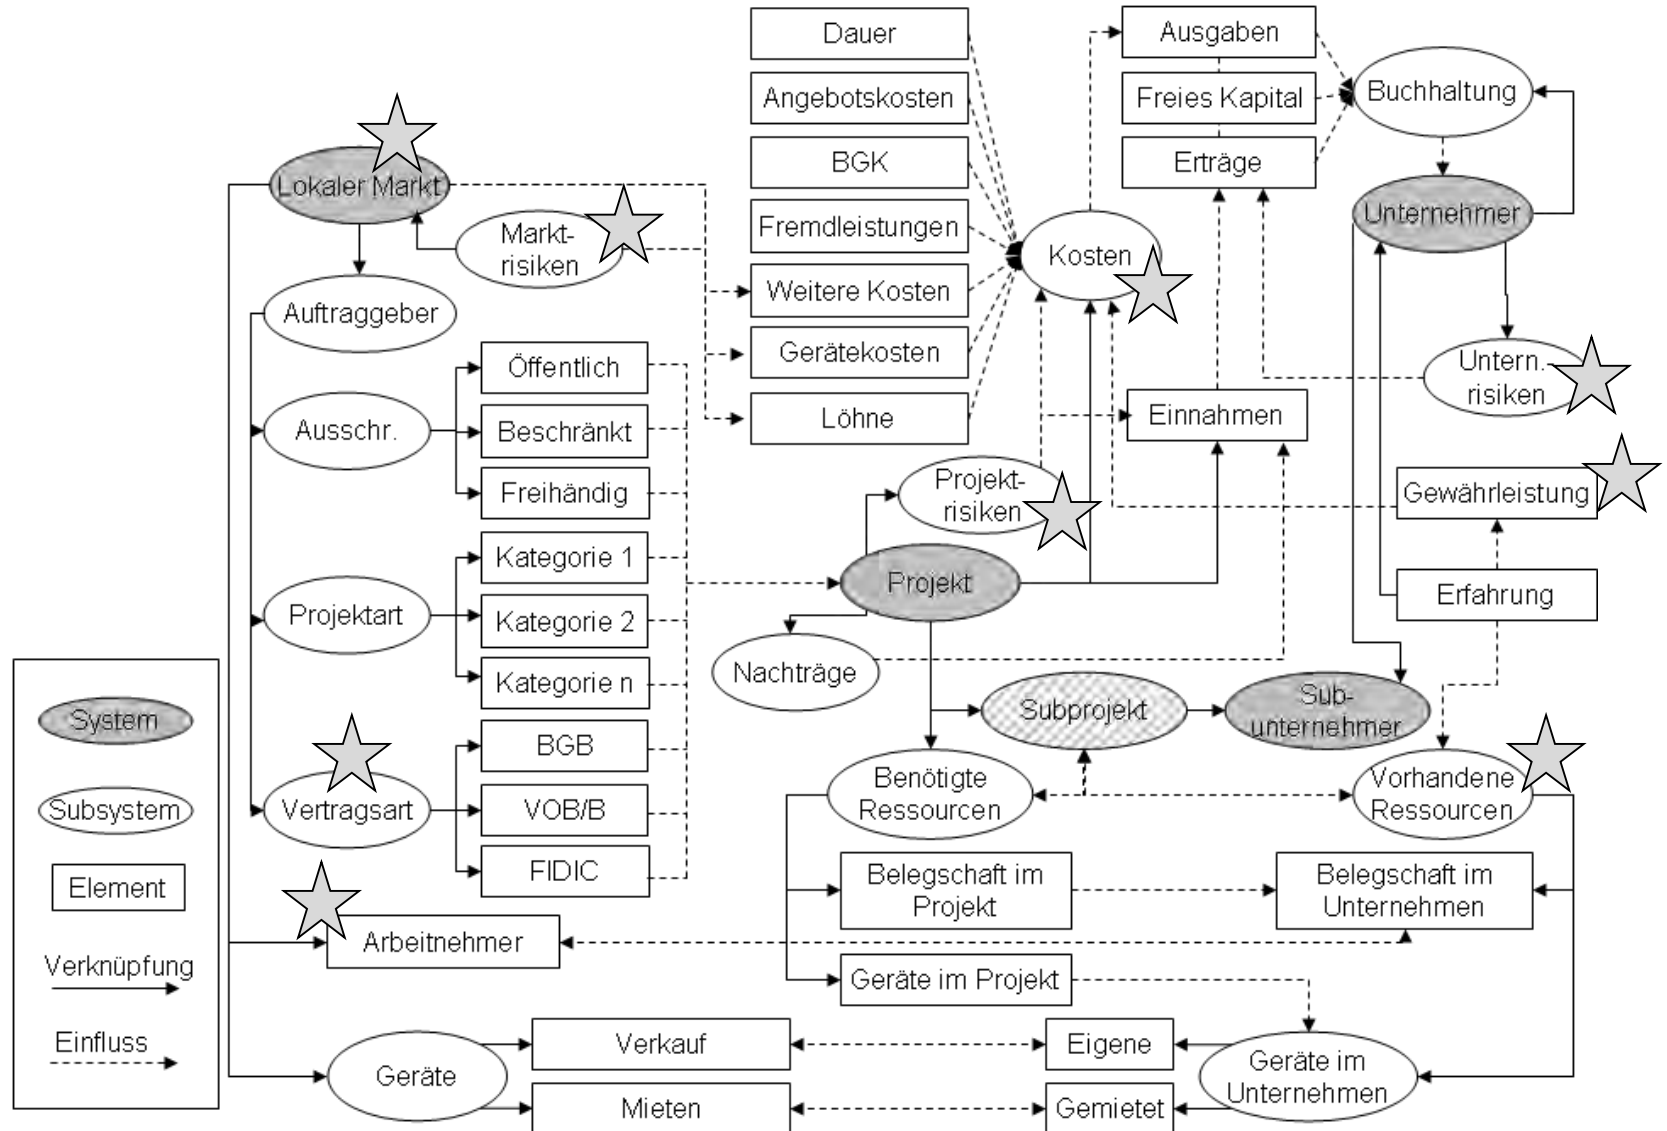 Dauer
Angebotskosten
BGK
Fremdleistungen
Weitere Kosten
Gerätekosten
Löhne
Ausgaben
Freies Kapital
Erträge
Buchhaltung
Unternehmer
Kosten
Lokaler Markt
Markt-
risiken
Auftraggeber
Öffentlich
Ausschr.
Beschränkt
Freihändig
Einnahmen
Untern.
risiken
Projekt-
risiken
Gewährleistung
Kategorie 1
Projektart
Kategorie 2
Kategorie n
Projekt
Erfahrung
Nachträge
Subprojekt
Sub-
unternehmer
BGB
Vertragsart
VOB/B
FIDIC
Benötigte
Ressourcen
Vorhandene
Ressourcen
Belegschaft im
Projekt
Belegschaft im
Unternehmen
Arbeitnehmer
Geräte im Projekt
Geräte
Verkauf
Mieten
Eigene
Gemietet
Geräte im
Unternehmen
System
Subsystem
Element
Verknüpfung
Einfluss